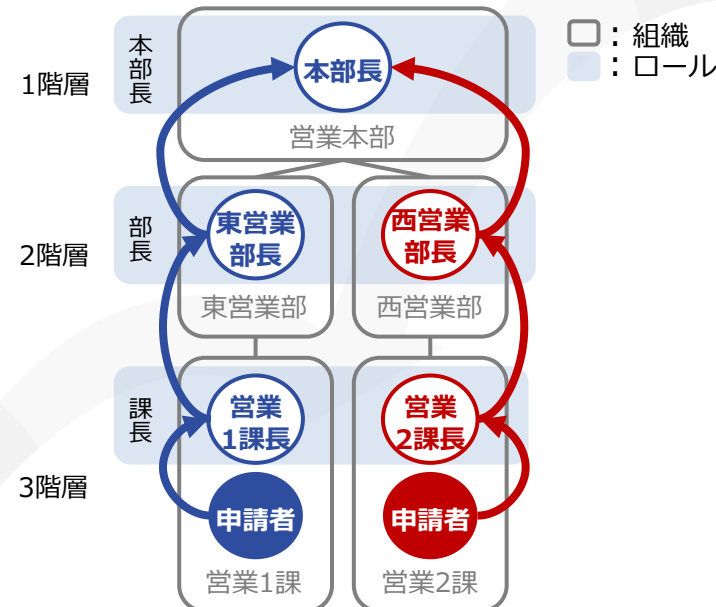 本部長
1階層
本部長
営業本部
□：組織
：ロール
部長
2階層
東営業
部長
西営業
部長
東営業部
西営業部
課長
3階層
営業
1課長
営業
2課長
申請者
申請者
営業1課
営業2課